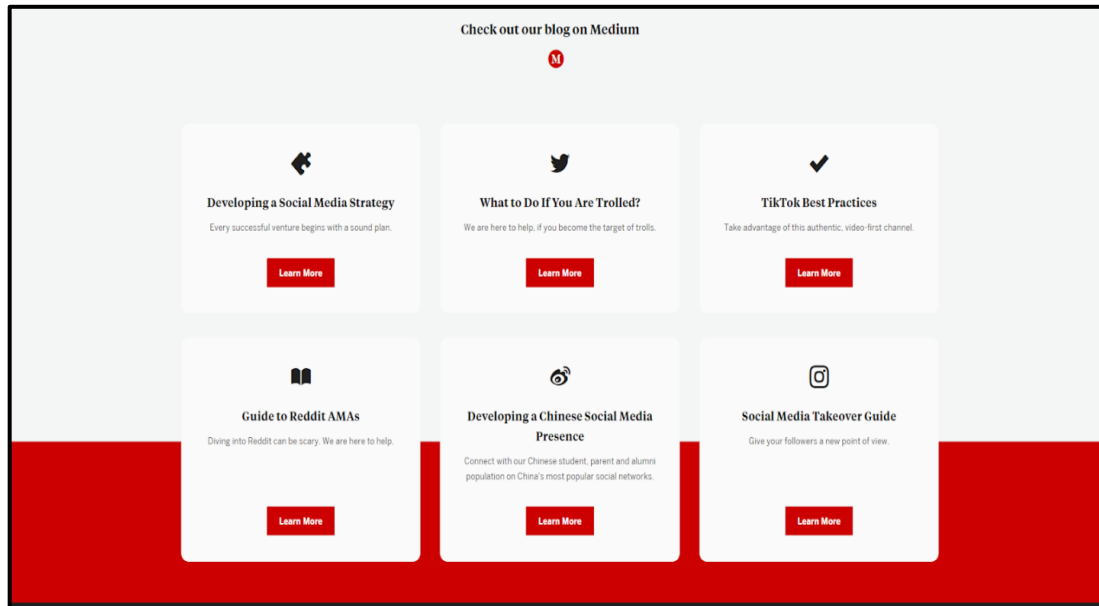 Check out our blog on Medium
M
Developing a Social Media Strategy
Every successful venture begins with a sound plan.
Learn More
What to Do If You Are Trolled?
We are here to help, if you become the target of trolls.
Learn More
TikTok Best Practices
Take advantage of this authentic, video-first channel.
Learn More
Guide to Reddit AMAs
Diving into Reddit can be scary. We are here to help.
Learn More
Developing a Chinese Social Media
Presence
Connect with our Chinese student, parent and alumni
population on China's most popular social networks.
Learn More
Social Media Takeover Guide
Give your followers a new point of view.
Learn More